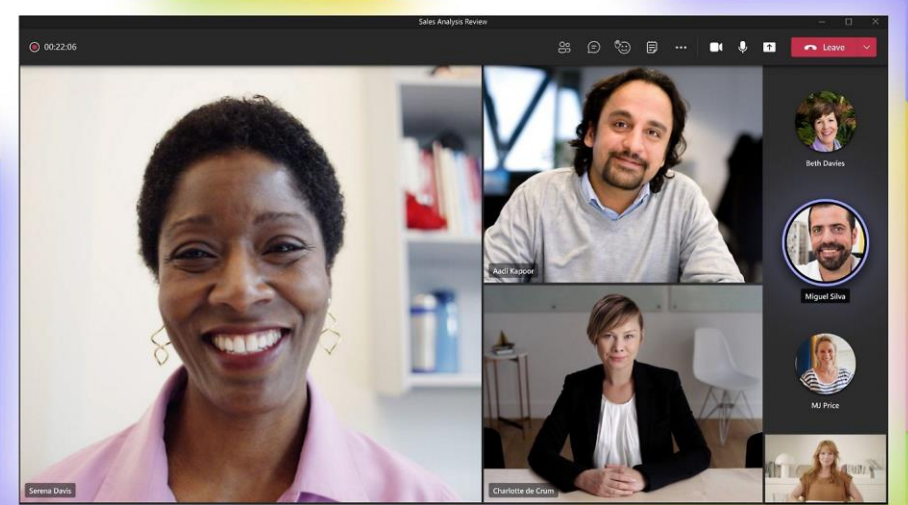 Sales Analysis Review
00:22:06
Leave
Serena Davis
Aadi Kapoor
Charlotte de Crum
Beth Davies
Miguel Silva
MJ Price